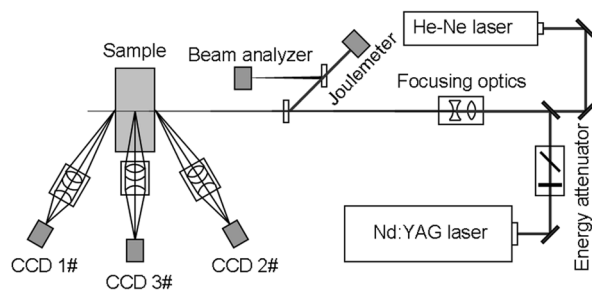 He-Ne laser
Sample
Beam analyzer
Joulemeter
Focusing optics
Energy attenuator
Nd:YAG laser
CCD 1#
CCD 3#
CCD 2#